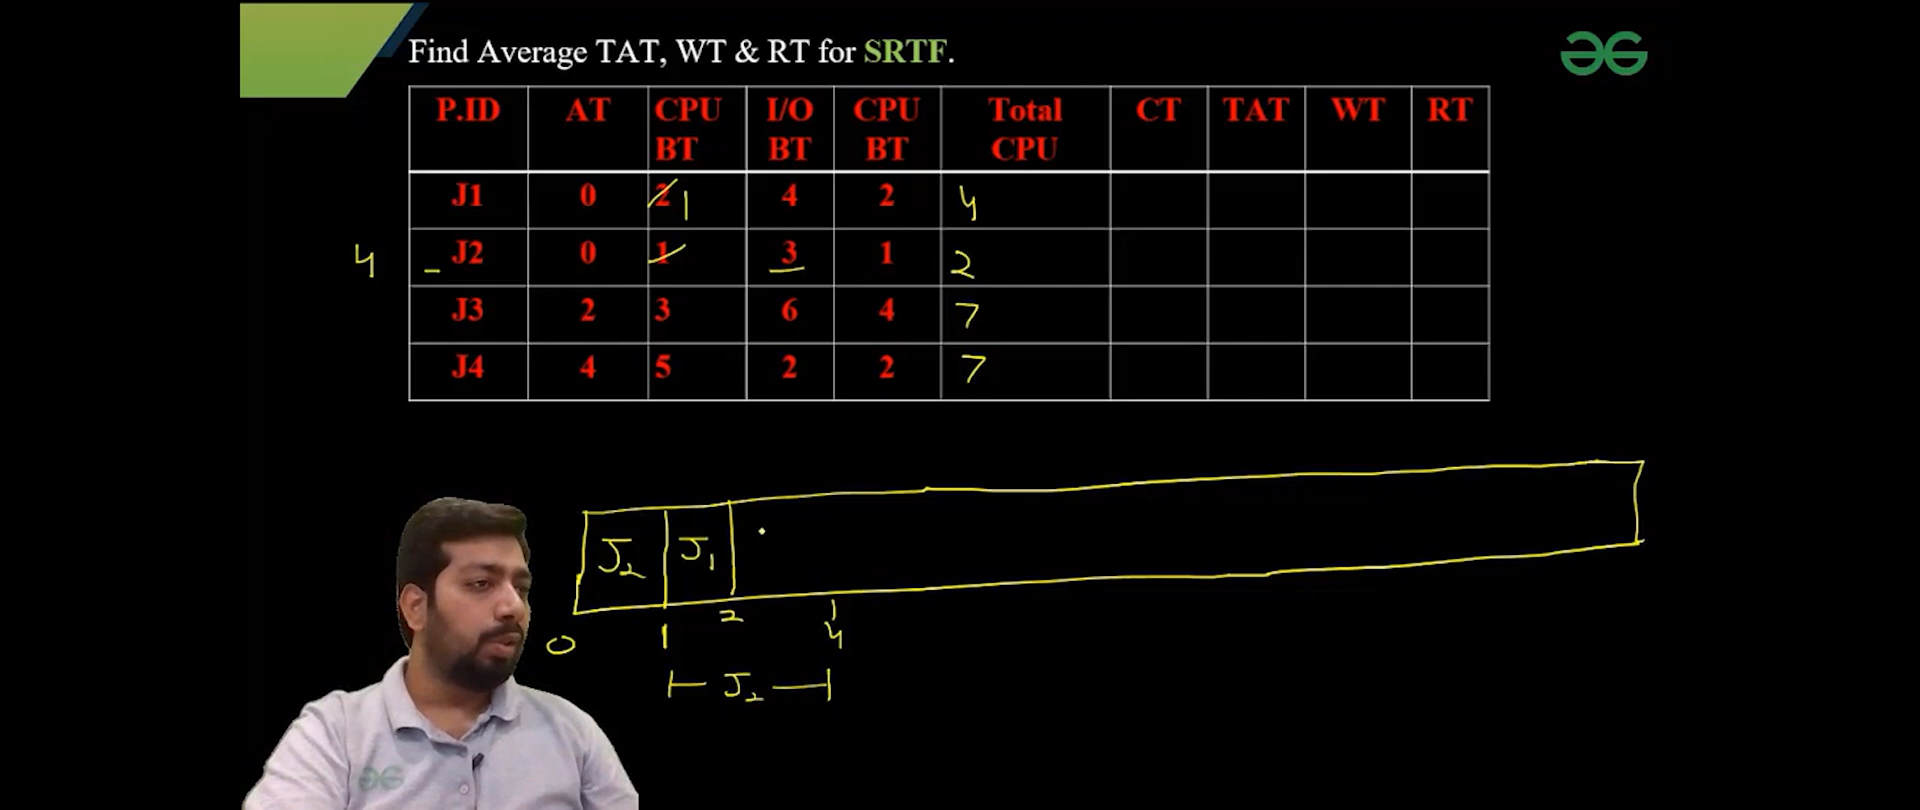 Find Average TAT, WT & RT for SRTF.
P.ID AT CPU BT I/O BT CPU BT Total CPU CT TAT WT RT
J1 0 2 1 4 2 4
4 J2 0 1 3 1 2
J3 2 3 6 4 7
J4 4 5 2 2 7
J2 J1
0 1 2 4
J2